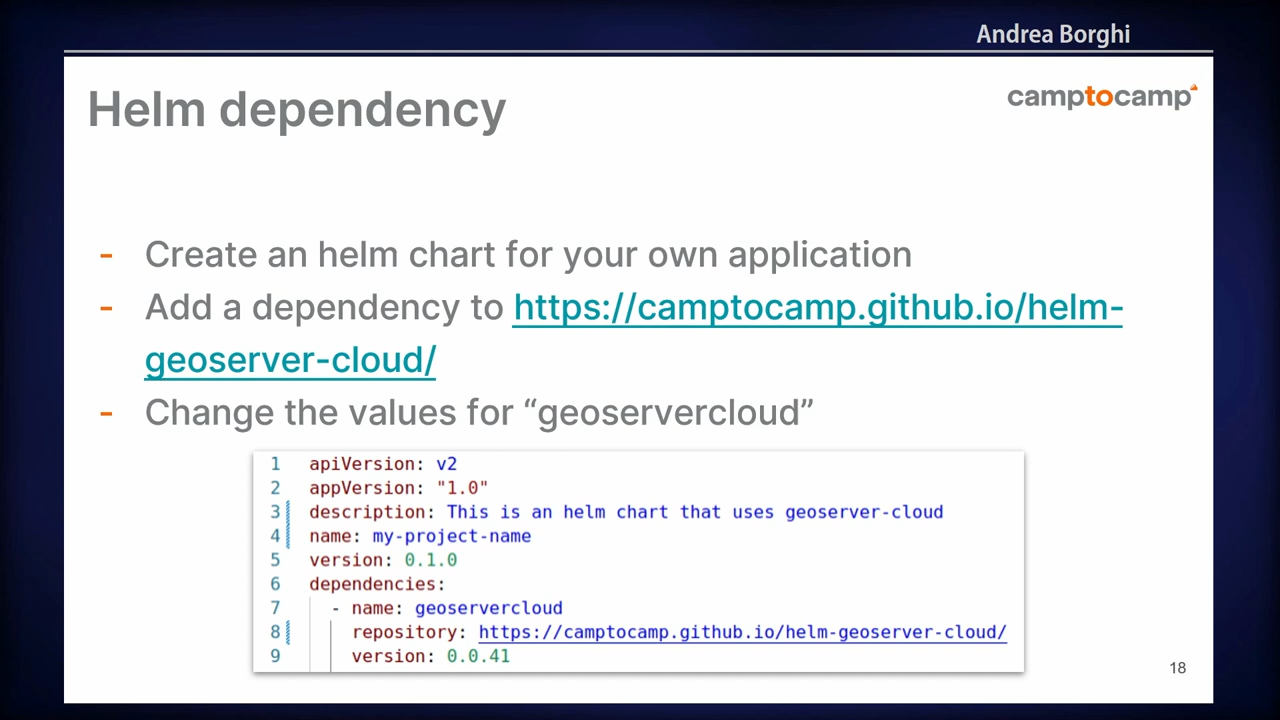 Andrea Borghi
Helm dependency
camptocamp
- Create an helm chart for your own application
- Add a dependency to https://camptocamp.github.io/helm-
geoserver-cloud/
- Change the values for “geoservercloud”
1 apiVersion: v2
2 appVersion: "1.0"
3 description: This is an helm chart that uses geoserver-cloud
4 name: my-project-name
5 version: 0.1.0
6 dependencies:
7 - name: geoservercloud
8 repository: https://camptocamp.github.io/helm-geoserver-cloud/
9 version: 0.0.41
18